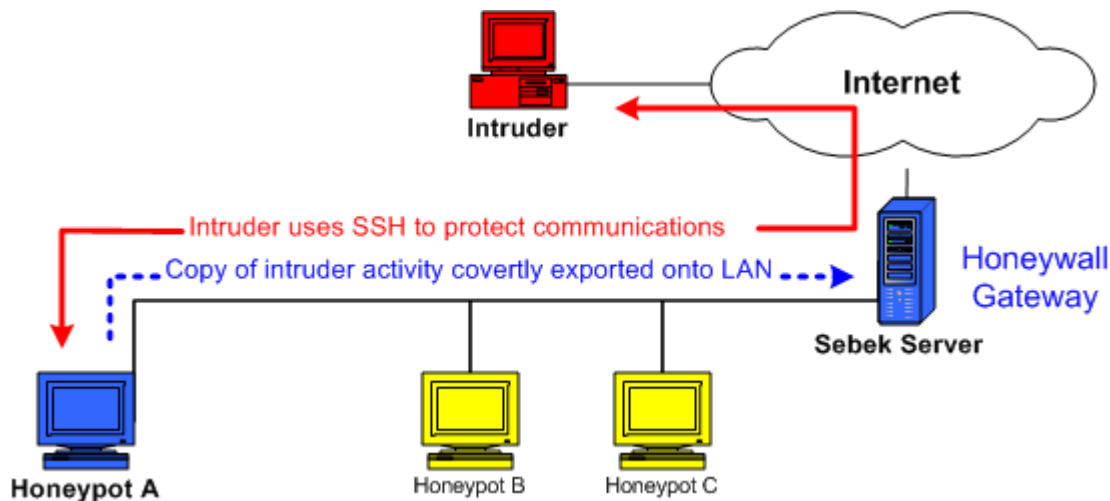 Internet
Intruder
Intruder uses SSH to protect communications
Copy of intruder activity covertly exported onto LAN
Honeywall
Gateway
Sebek Server
Honeypot A
Honeypot B
Honeypot C